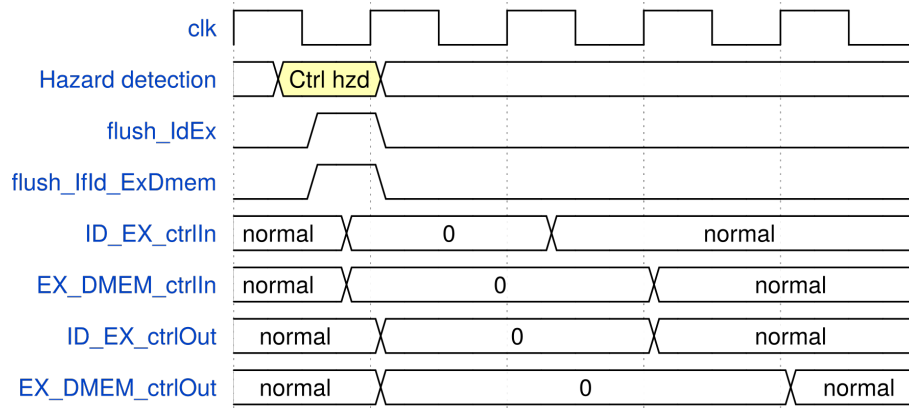 clk
Hazard detection Ctrl hzd
flush_IdEx
flush_IfId_ExDmem
ID_EX_ctrlIn normal 0 normal
EX_DMEM_ctrlIn normal 0 normal
ID_EX_ctrlOut normal 0 normal
EX_DMEM_ctrlOut normal 0 normal